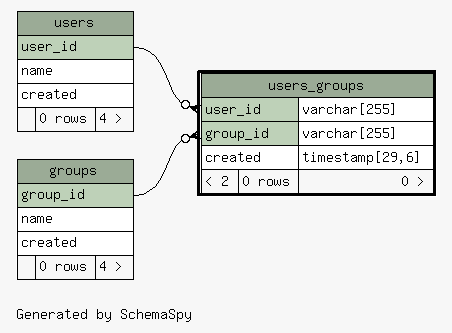 users
user_id
name
created
0 rows 4 >
users_groups
user_id varchar[255]
group_id varchar[255]
created timestamp[29,6]
< 2 0 rows 0 >
groups
group_id
name
created
0 rows 4 >
Generated by SchemaSpy